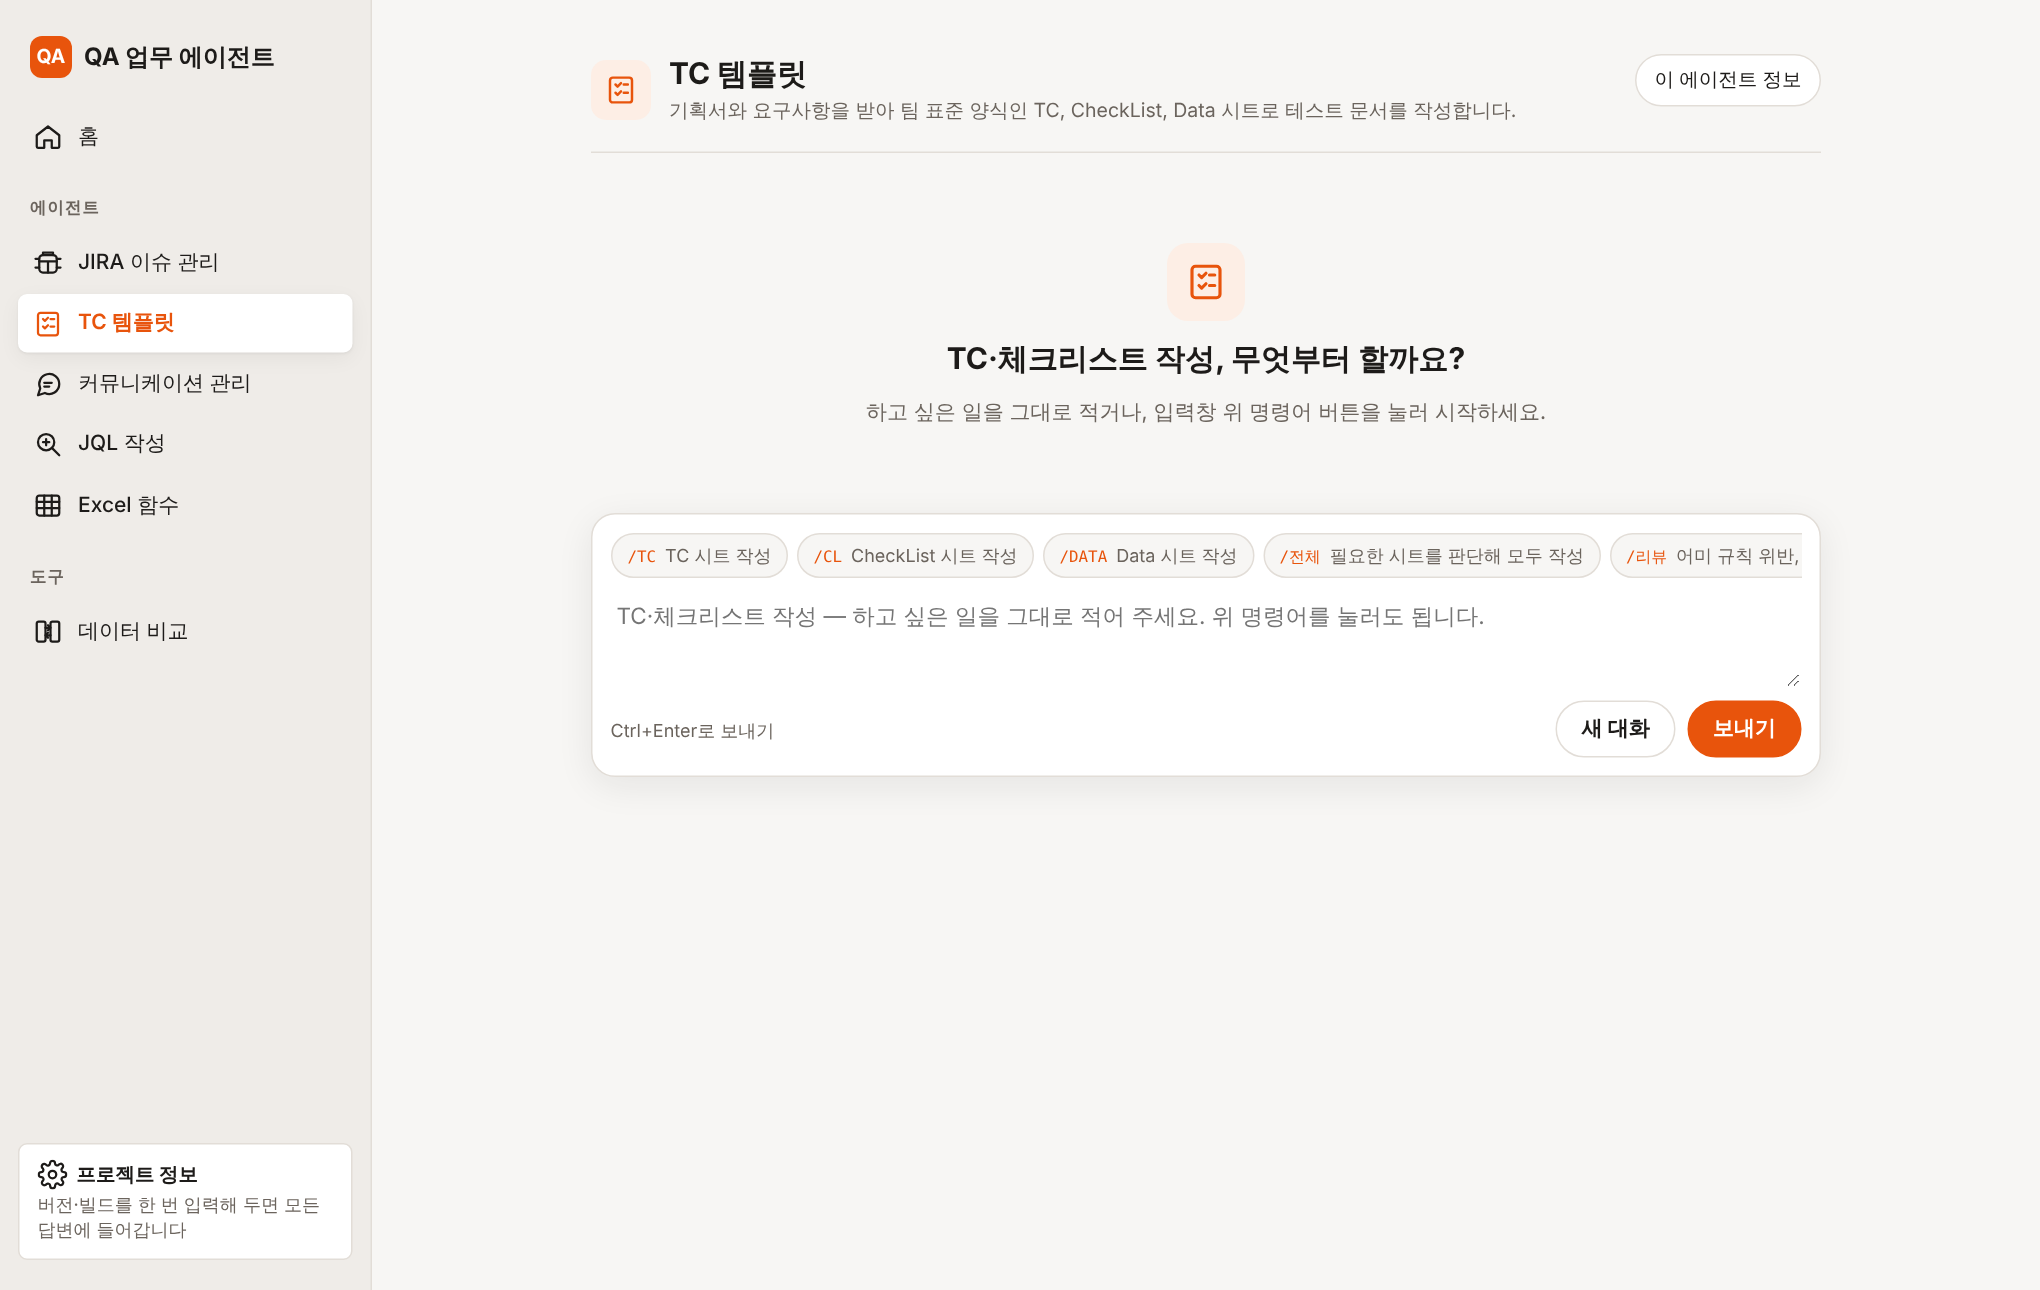 QA QA 업무 에이전트
홈
에이전트
JIRA 이슈 관리
TC 템플릿
커뮤니케이션 관리
JQL 작성
Excel 함수
도구
데이터 비교
프로젝트 정보
버전·빌드를 한 번 입력해 두면 모든
답변에 들어갑니다
TC 템플릿
기획서와 요구사항을 받아 팀 표준 양식인 TC, CheckList, Data 시트로 테스트 문서를 작성합니다.
이 에이전트 정보
TC·체크리스트 작성, 무엇부터 할까요?
하고 싶은 일을 그대로 적거나, 입력창 위 명령어 버튼을 눌러 시작하세요.
/TC TC 시트 작성 /CL CheckList 시트 작성 /DATA Data 시트 작성 /전체 필요한 시트를 판단해 모두 작성 /리뷰 어미 규칙 위반,
TC·체크리스트 작성 — 하고 싶은 일을 그대로 적어 주세요. 위 명령어를 눌러도 됩니다.
Ctrl+Enter로 보내기
새 대화 보내기